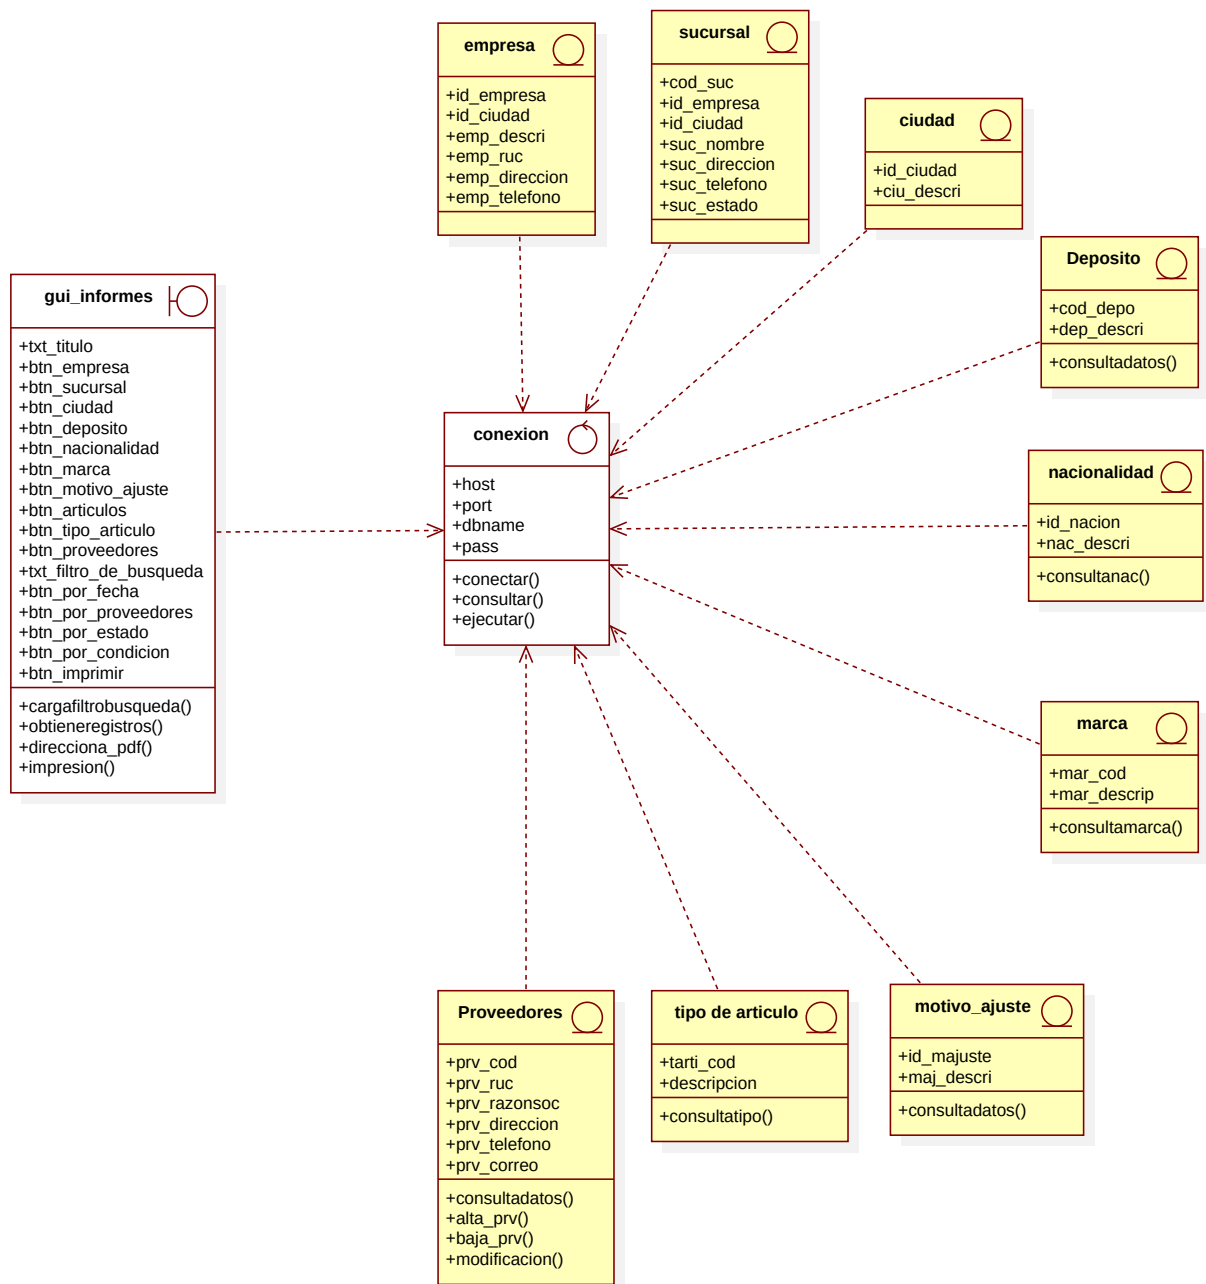 empresa
+id_empresa
+id_ciudad
+emp_descri
+emp_ruc
+emp_direccion
+emp_telefono
sucursal
+cod_suc
+id_empresa
+id_ciudad
+suc_nombre
+suc_direccion
+suc_telefono
+suc_estado
ciudad
+id_ciudad
+ciu_descri
Deposito
+cod_depo
+dep_descri
+consultadatos()
gui_informes
+txt_titulo
+btn_empresa
+btn_sucursal
+btn_ciudad
+btn_deposito
+btn_nacionalidad
+btn_marca
+btn_motivo_ajuste
+btn_articulos
+btn_tipo_articulo
+btn_proveedores
+txt_filtro_de_busqueda
+btn_por_fecha
+btn_por_proveedores
+btn_por_estado
+btn_por_condicion
+btn_imprimir
+cargafiltrobusqueda()
+obtieneregistros()
+direcciona_pdf()
+impresion()
conexion
+host
+port
+dbname
+pass
+conectar()
+consultar()
+ejecutar()
nacionalidad
+id_nacion
+nac_descri
+consultanac()
marca
+mar_cod
+mar_descrip
+consultamarca()
Proveedores
+prv_cod
+prv_ruc
+prv_razonsoc
+prv_direccion
+prv_telefono
+prv_correo
+consultadatos()
+alta_prv()
+baja_prv()
+modificacion()
tipo de articulo
+tarti_cod
+descripcion
+consultatipo()
motivo_ajuste
+id_majuste
+maj_descri
+consultadatos()